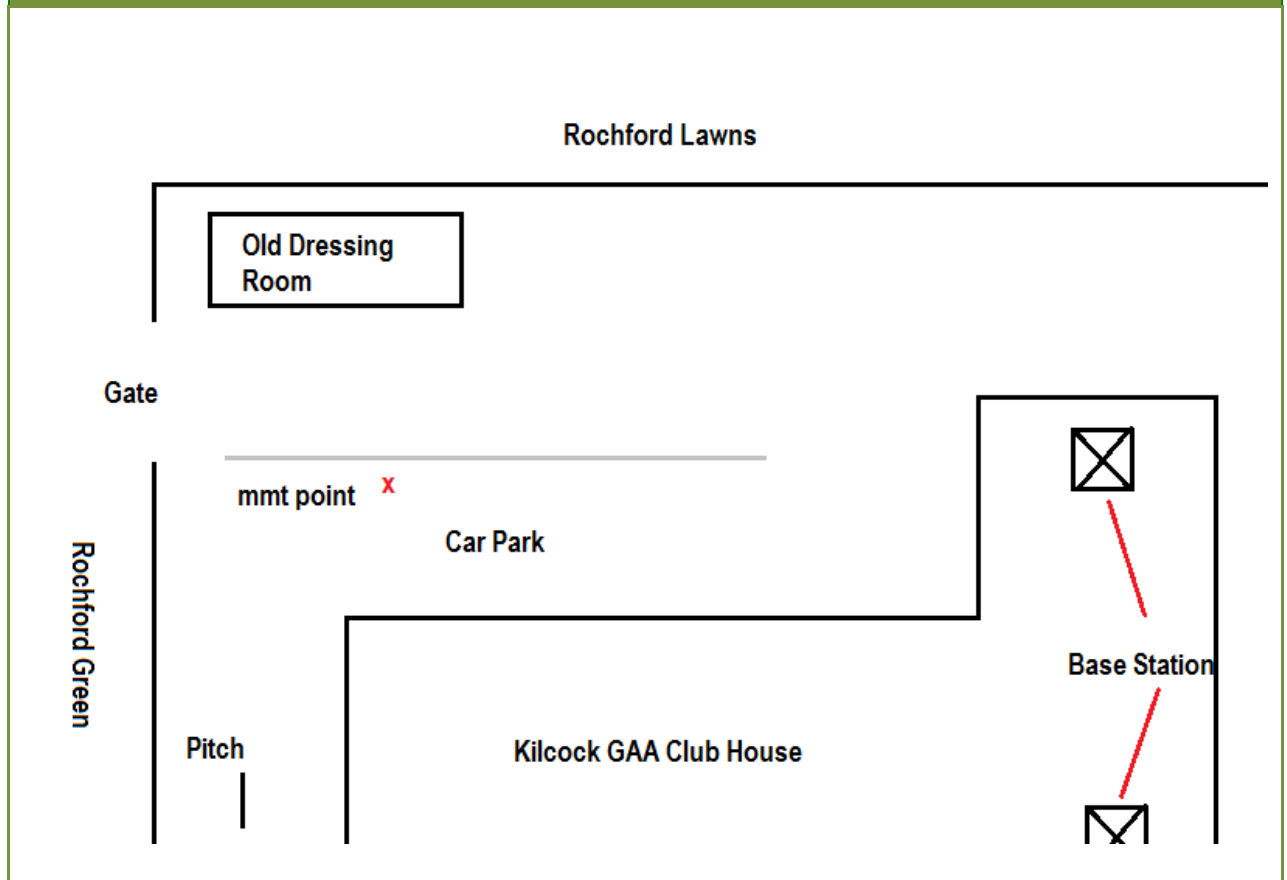 Rochford Lawns
Old Dressing
Room
Gate
mmt point x
Car Park
Rochford Green
Base Station
Pitch
Kilcock GAA Club House